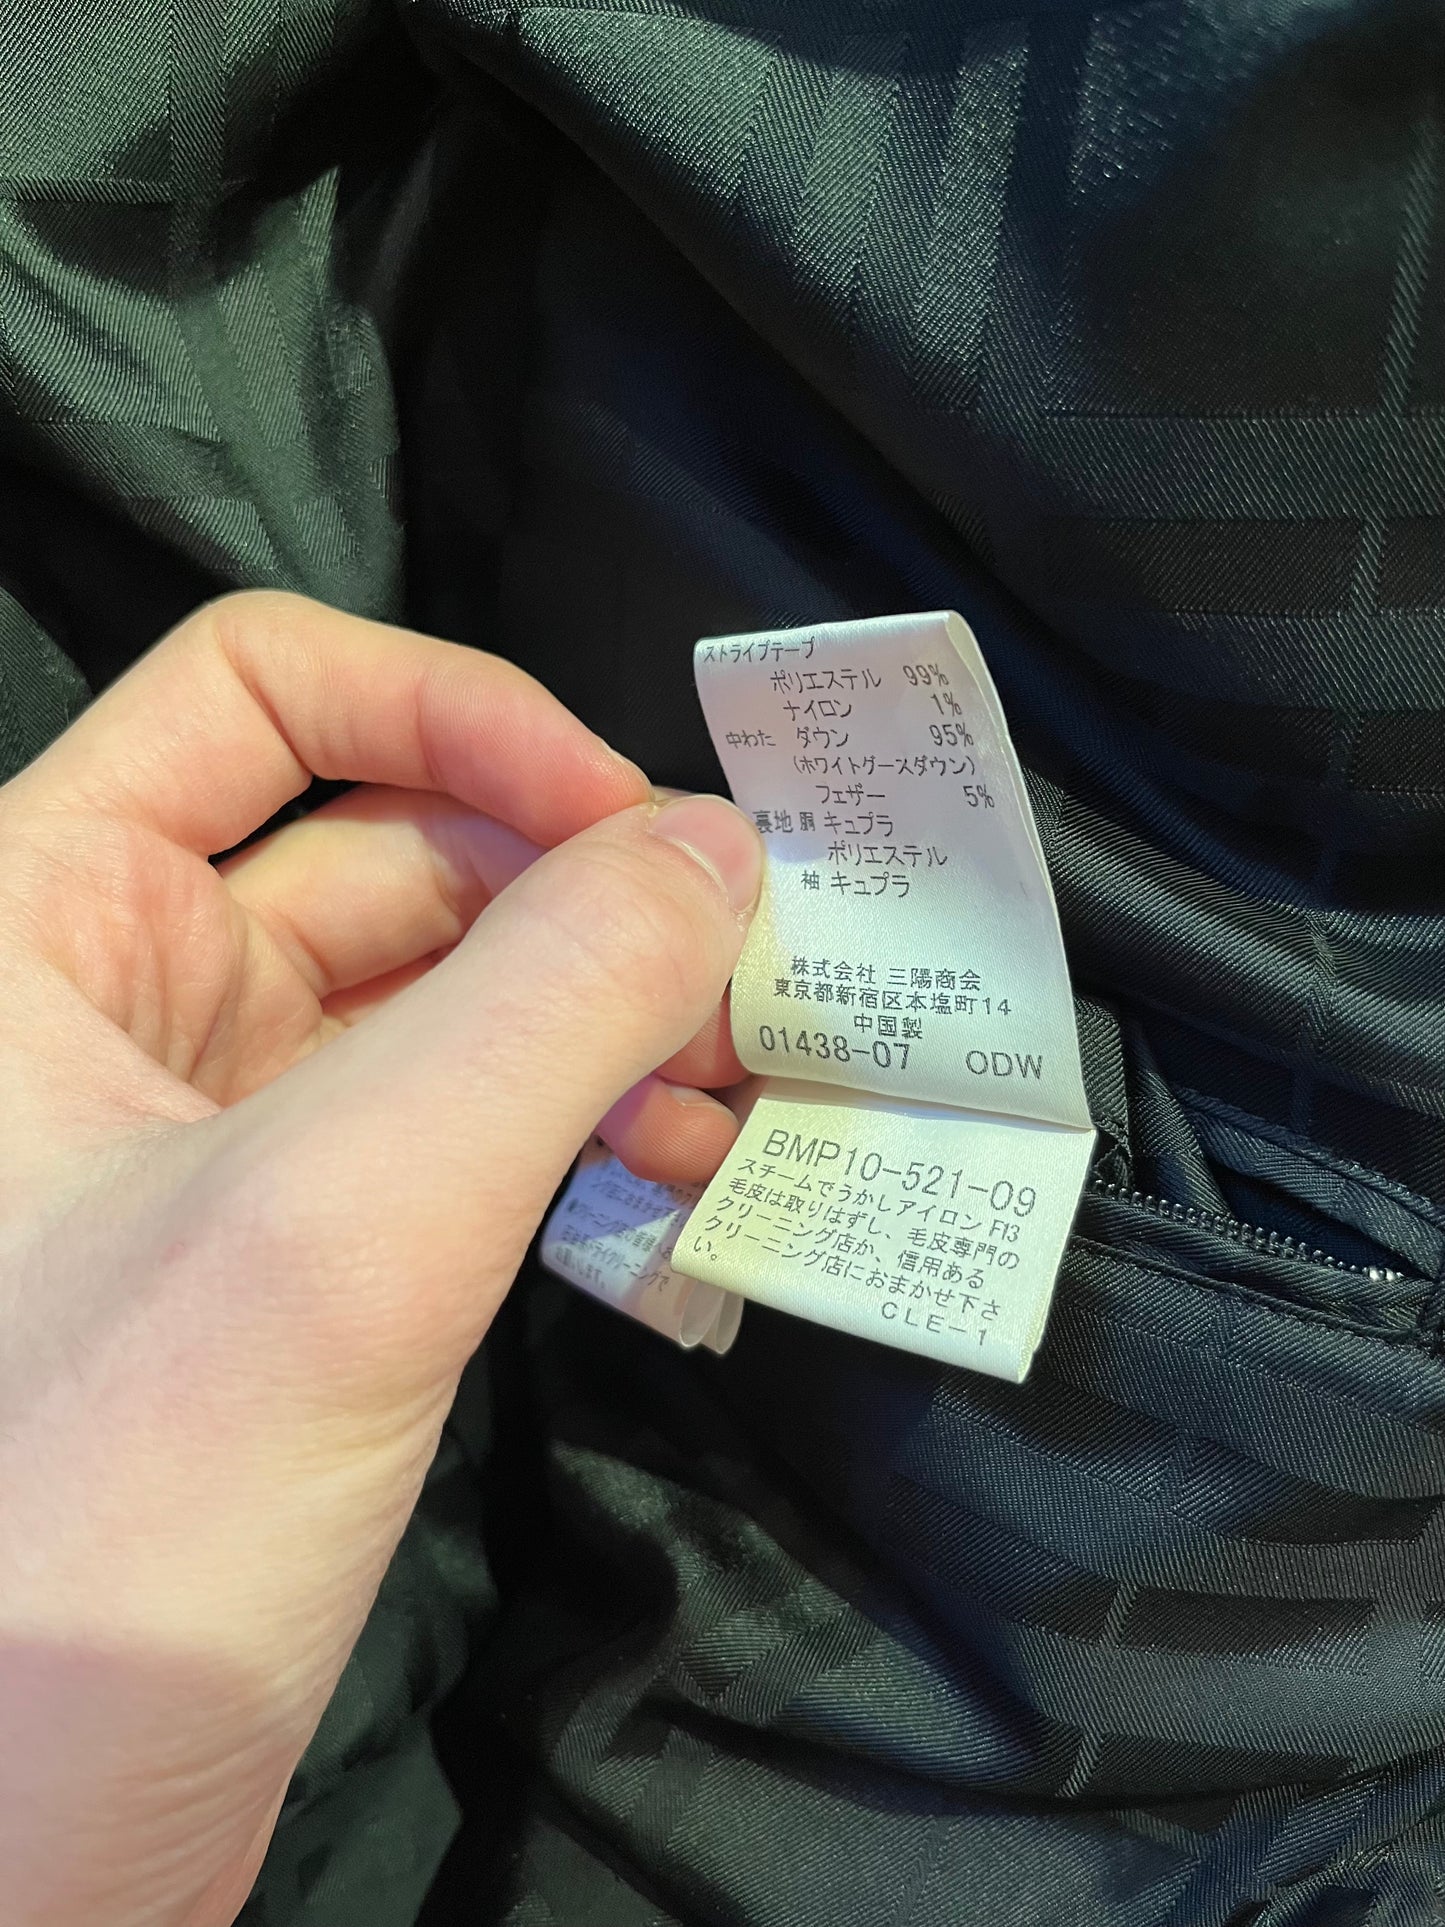 ストライプテープ
ポリエステル 99%
ナイロン 1%
中わた ダウン 95%
(ホワイトグースダウン)
フェザー 5%
裏地 胴 キュプラ
ポリエステル
袖 キュプラ
株式会社 三陽商会
東京都新宿区本塩町14
中国製
01438-07 ODW
BMP10-521-09
スチームでうかしアイロン F13
毛皮は取りはずし、毛皮専門の
クリーニング店か、信用ある
クリーニング店におまかせ下さ
い。
CLE-1